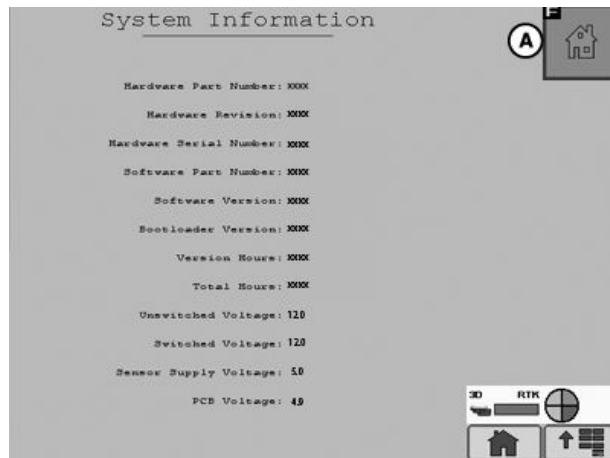 System Information
F
A
Hardware Part Number: XXXX
Hardware Revision: XXXX
Hardware Serial Number: XXXX
Software Part Number: XXXX
Software Version: XXXX
Bootloader Version: XXXX
Version Hours: XXXX
Total Hours: XXXX
Unswitched Voltage: 12.0
Switched Voltage: 12.0
Sensor Supply Voltage: 5.0
PCB Voltage: 4.9
3D RTK